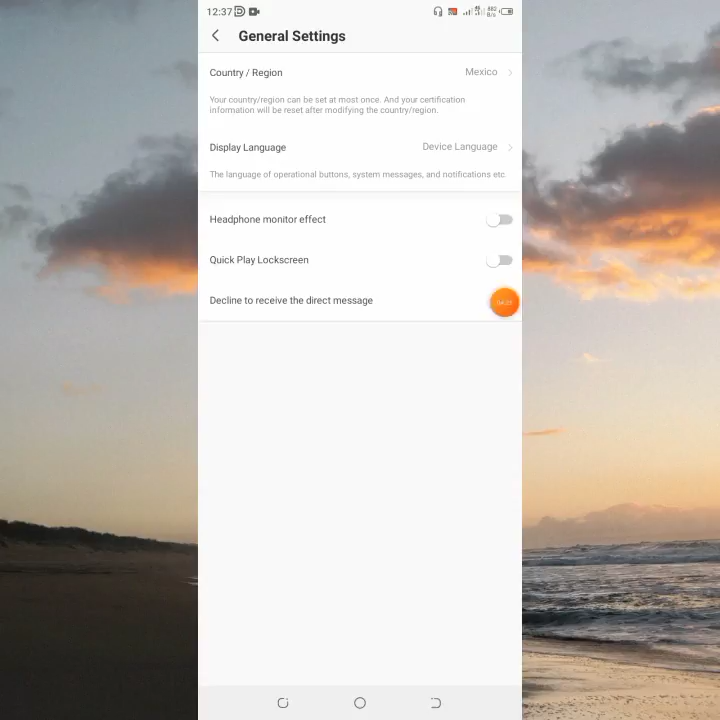 12:37
General Settings
Country / Region
Mexico
Your country/region can be set at most once. And your certification
information will be reset after modifying the country/region.
Display Language
Device Language
The language of operational buttons, system messages, and notifications etc.
Headphone monitor effect
Quick Play Lockscreen
Decline to receive the direct message